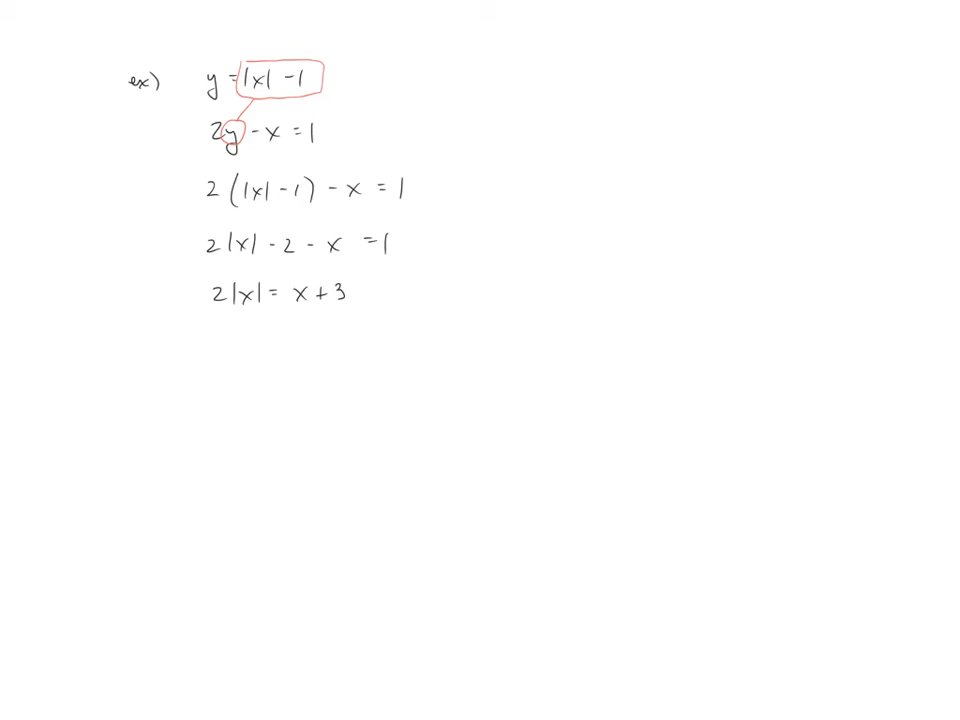 ex) y = |x| - 1
2y - x = 1
2 (|x| - 1) - x = 1
2|x| - 2 - x = 1
2|x| = x + 3